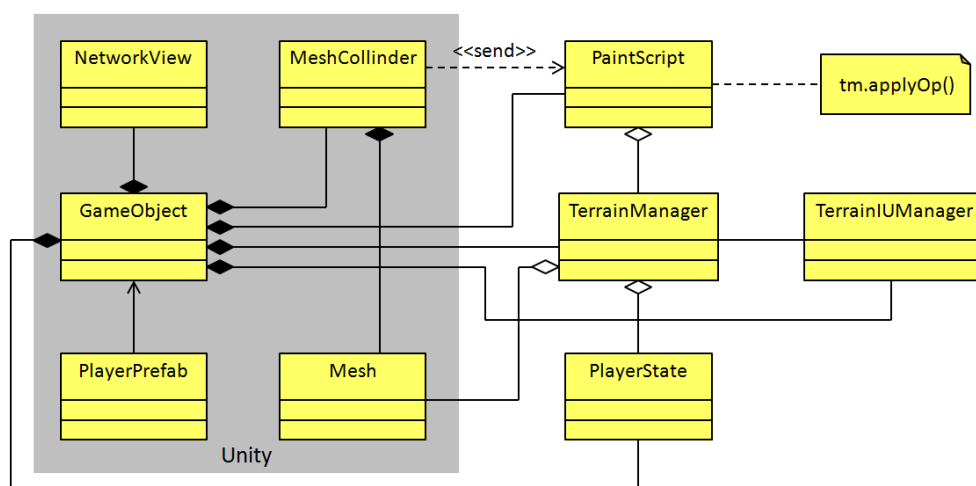 NetworkView
MeshCollinder
<<send>>
PaintScript
tm.applyOp()
GameObject
TerrainManager
TerrainIUManager
PlayerPrefab
Mesh
PlayerState
Unity